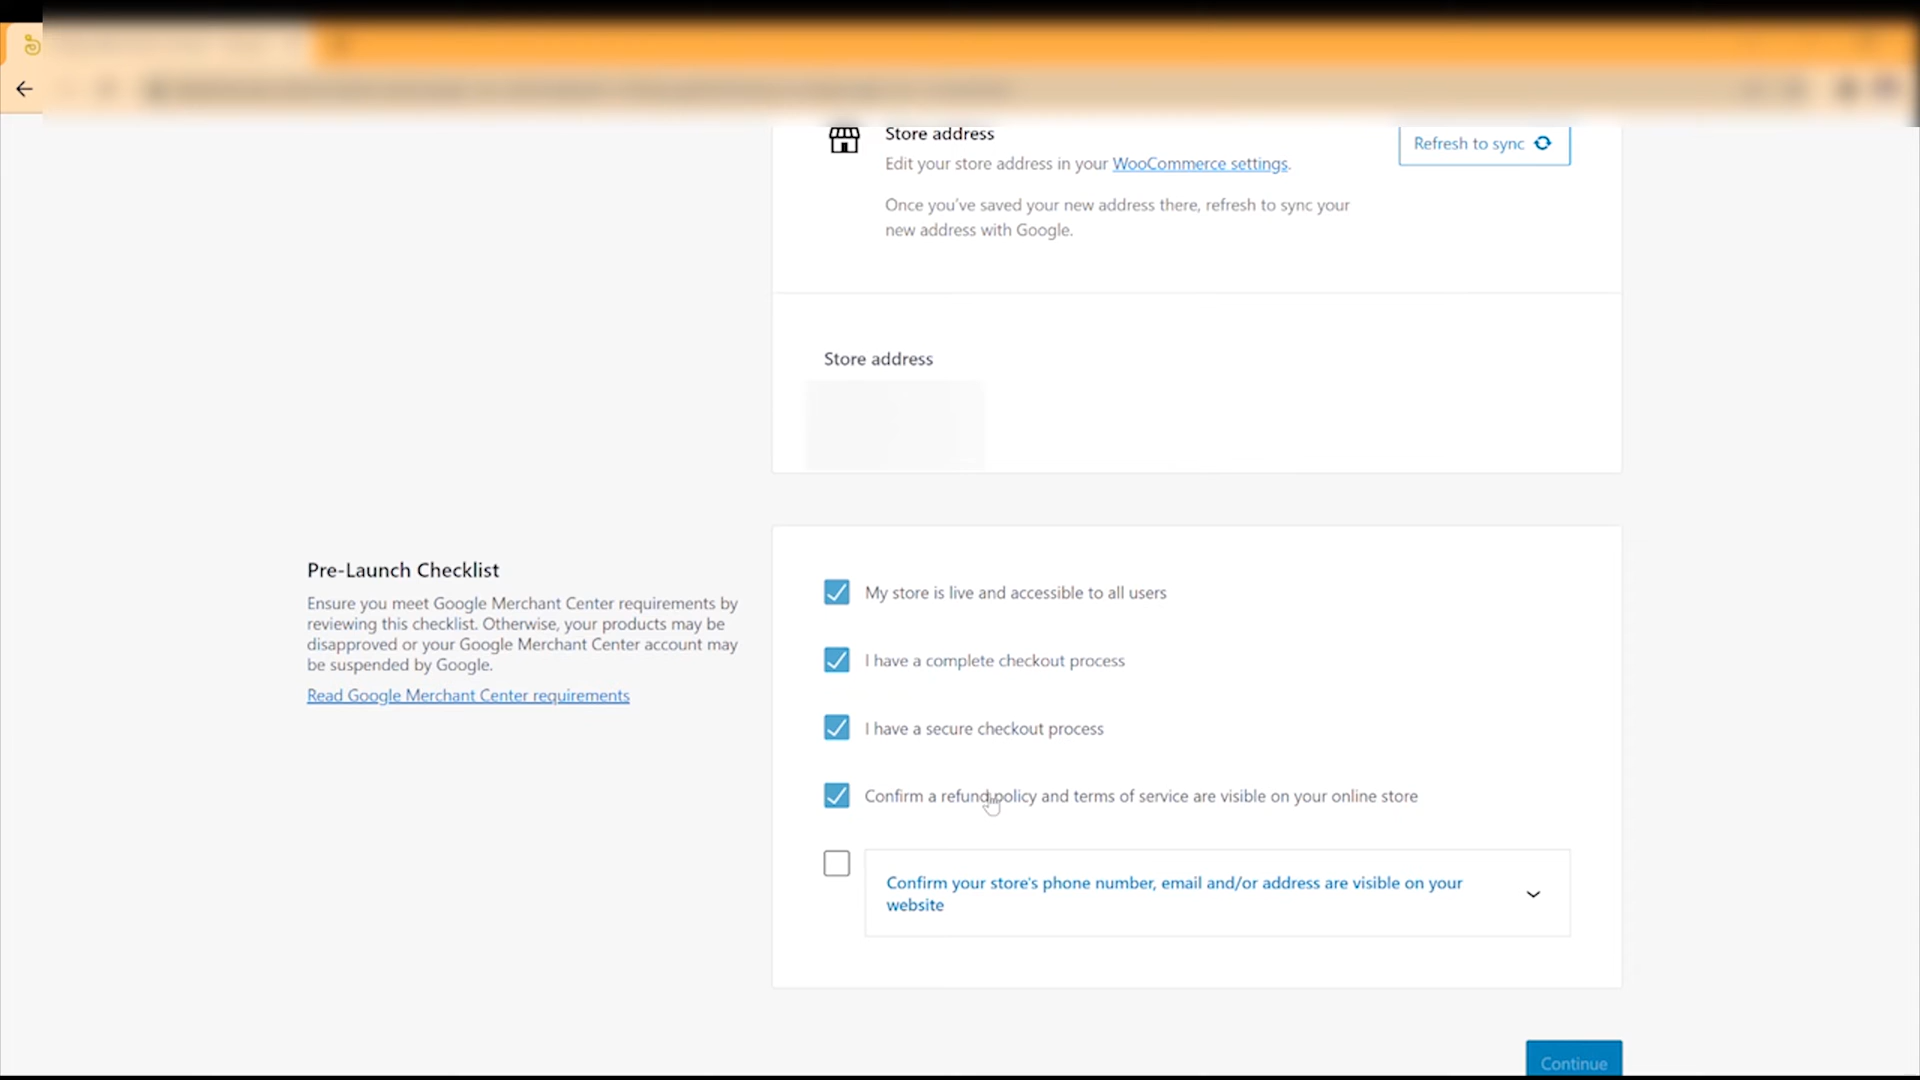 Store address
Edit your store address in your WooCommerce settings.
Refresh to sync
Once you've saved your new address there, refresh to sync your
new address with Google.
Store address
Pre-Launch Checklist
Ensure you meet Google Merchant Center requirements by
reviewing this checklist. Otherwise, your products may be
disapproved or your Google Merchant Center account may
be suspended by Google.
Read Google Merchant Center requirements
My store is live and accessible to all users
I have a complete checkout process
I have a secure checkout process
Confirm a refund policy and terms of service are visible on your online store
Confirm your store's phone number, email and/or address are visible on your
website
Continue